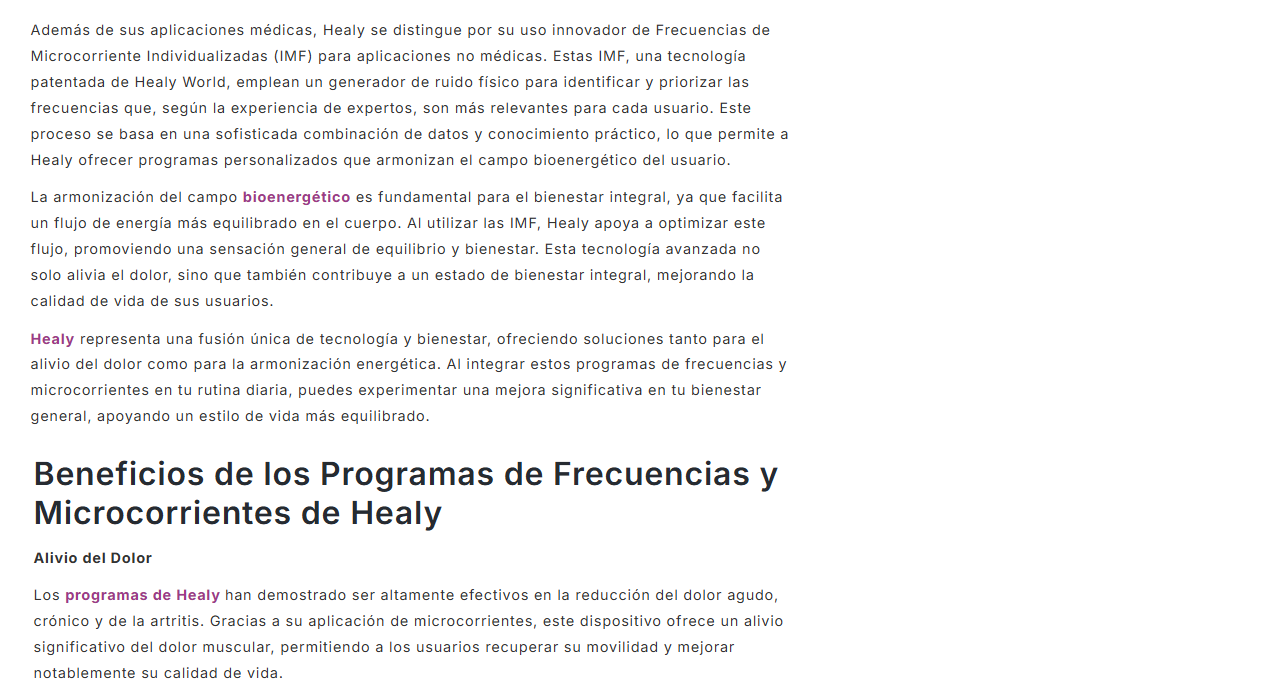 Además de sus aplicaciones médicas, Healy se distingue por su uso innovador de Frecuencias de
Microcorriente Individualizadas (IMF) para aplicaciones no médicas. Estas IMF, una tecnología
patentada de Healy World, emplean un generador de ruido físico para identificar y priorizar las
frecuencias que, según la experiencia de expertos, son más relevantes para cada usuario. Este
proceso se basa en una sofisticada combinación de datos y conocimiento práctico, lo que permite a
Healy ofrecer programas personalizados que armonizan el campo bioenergético del usuario.
La armonización del campo bioenergético es fundamental para el bienestar integral, ya que facilita
un flujo de energía más equilibrado en el cuerpo. Al utilizar las IMF, Healy apoya a optimizar este
flujo, promoviendo una sensación general de equilibrio y bienestar. Esta tecnología avanzada no
solo alivia el dolor, sino que también contribuye a un estado de bienestar integral, mejorando la
calidad de vida de sus usuarios.
Healy representa una fusión única de tecnología y bienestar, ofreciendo soluciones tanto para el
alivio del dolor como para la armonización energética. Al integrar estos programas de frecuencias y
microcorrientes en tu rutina diaria, puedes experimentar una mejora significativa en tu bienestar
general, apoyando un estilo de vida más equilibrado.
Beneficios de los Programas de Frecuencias y
Microcorrientes de Healy
Alivio del Dolor
Los programas de Healy han demostrado ser altamente efectivos en la reducción del dolor agudo,
crónico y de la artritis. Gracias a su aplicación de microcorrientes, este dispositivo ofrece un alivio
significativo del dolor muscular, permitiendo a los usuarios recuperar su movilidad y mejorar
notablemente su calidad de vida.